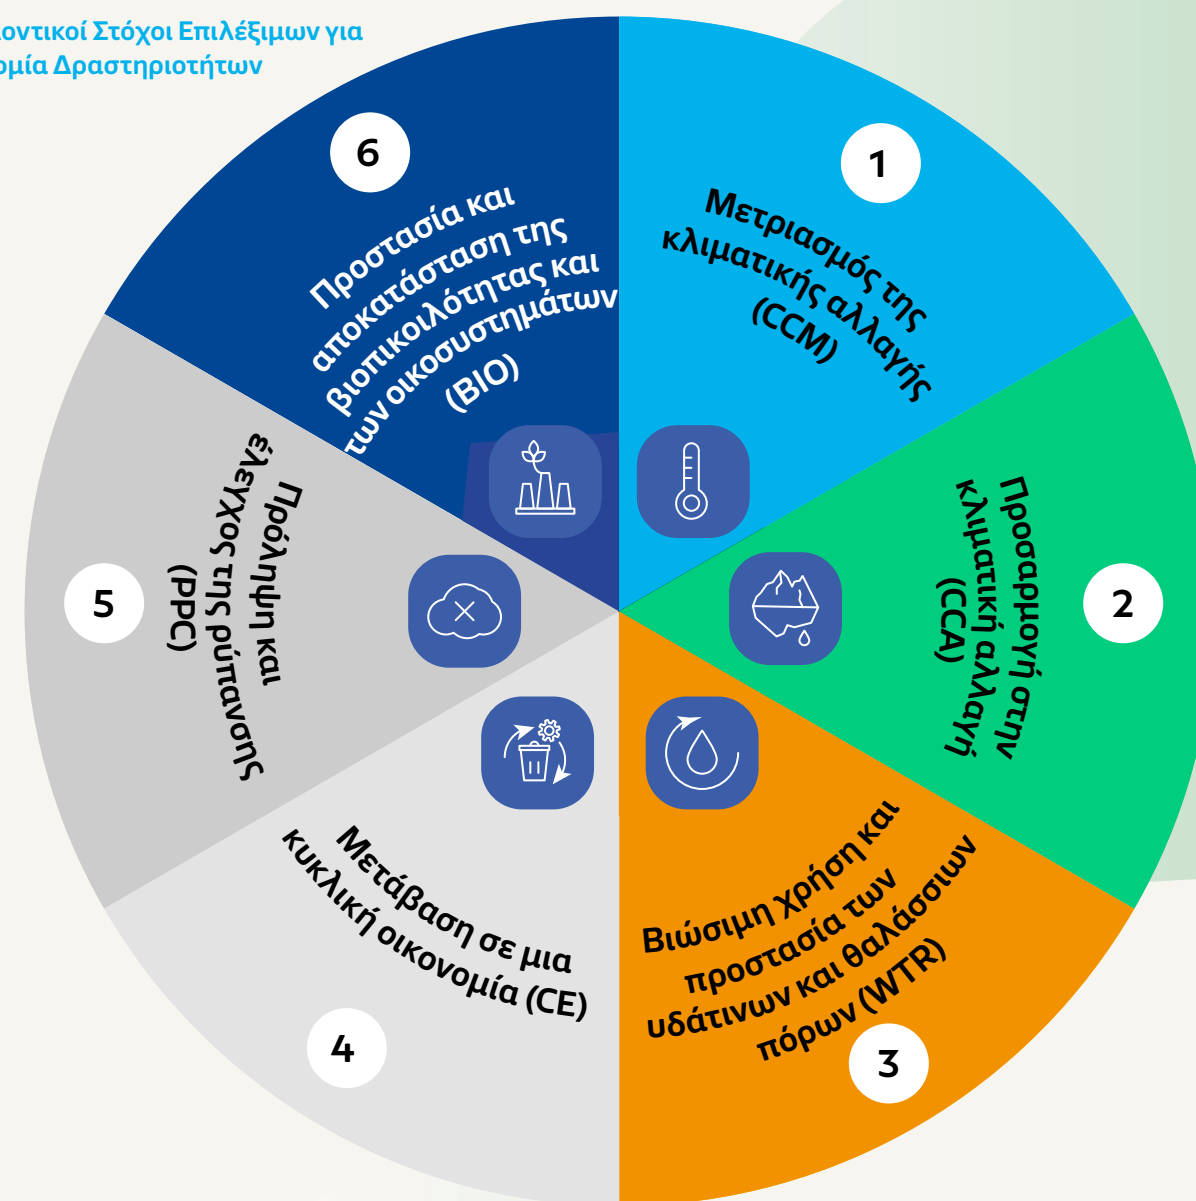 οντικοί Στόχοι Επιλέξιμων για
ομία Δραστηριοτήτων
1
Μετριασμός της
κλιματικής αλλαγής
(CCM)
2
Προσαρμογή στην
κλιματική αλλαγή
(CCA)
3
Βιώσιμη χρήση και
προστασία των
υδάτινων και θαλάσσιων
πόρων (WTR)
4
Μετάβαση σε μια
κυκλική οικονομία (CE)
5
Πρόληψη και
έλεγχος της ρύπανσης
(PPC)
6
Προστασία και
αποκατάσταση της
βιοπικοιλότητας και
των οικοσυστημάτων
(BIO)